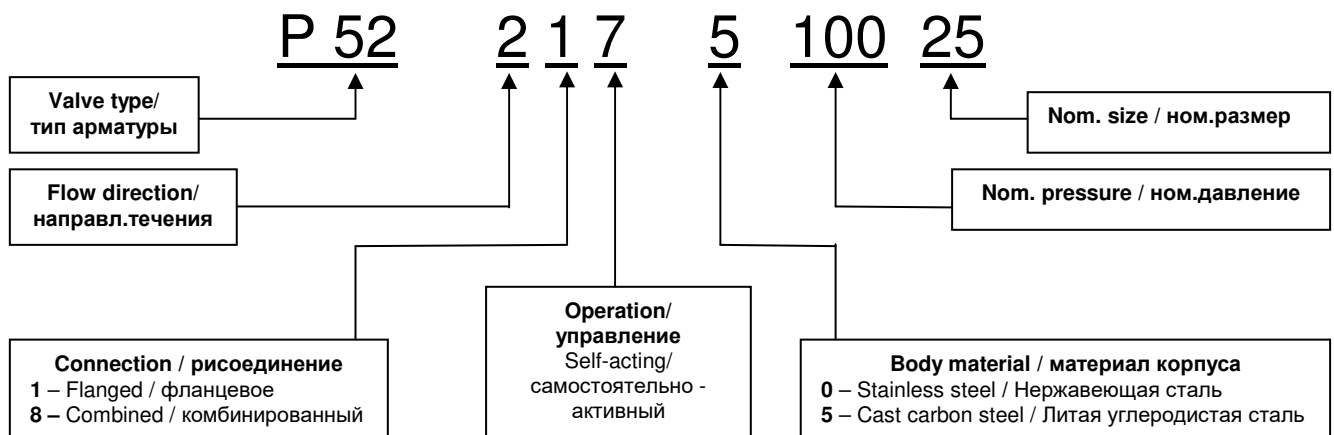 P 52 2 1 7 5 100 25
Valve type/
тип арматуры
Nom. size / ном.размер
Flow direction/
направл.течения
Nom. pressure / ном.давление
Connection / рисоединение
1 – Flanged / фланцевое
8 – Combined / комбинированный
Operation/
управление
Self-acting/
самостоятельно -
активный
Body material / материал корпуса
0 – Stainless steel / Нержавеющая сталь
5 – Cast carbon steel / Литая углеродистая сталь